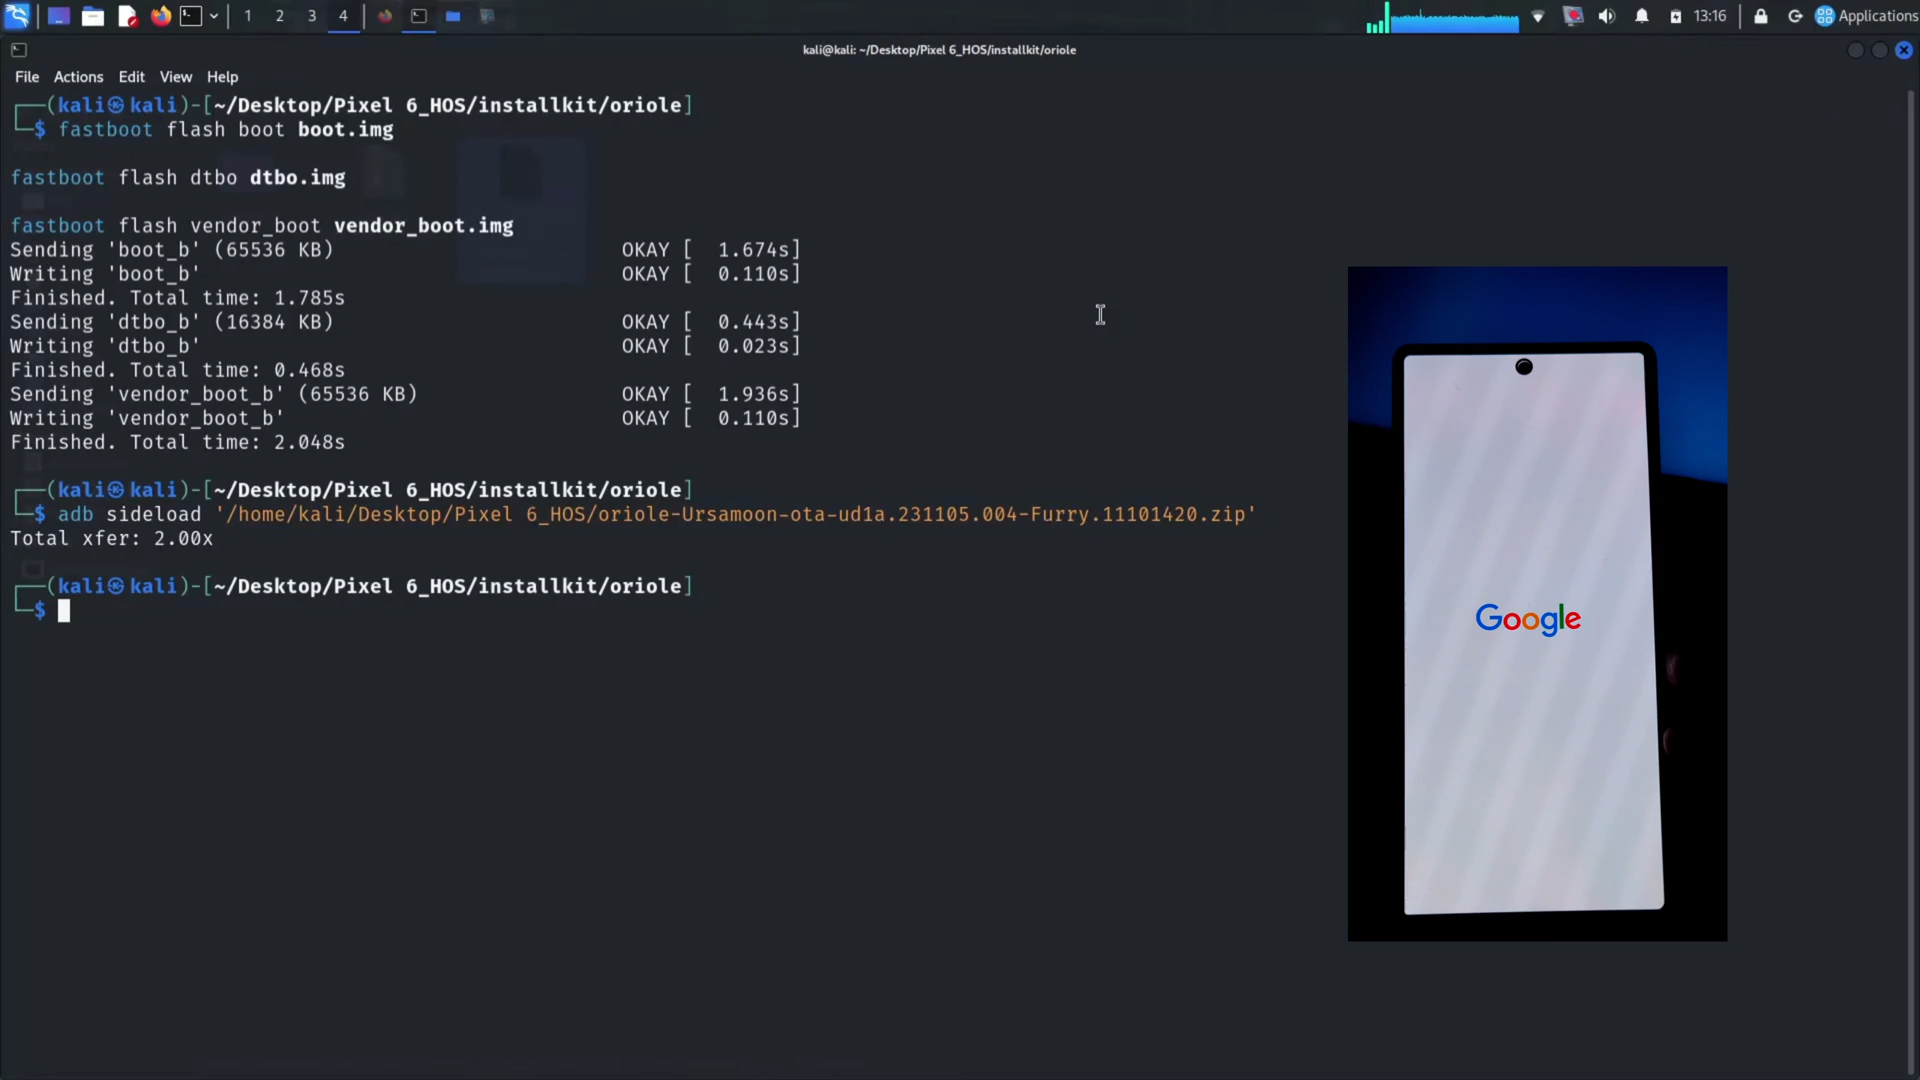 1 2 3 4
13:16
Applications
kali@kali: ~/Desktop/Pixel 6_HOS/installkit/oriole
File Actions Edit View Help
┌──(kali㉿kali)-[~/Desktop/Pixel 6_HOS/installkit/oriole]
└─$ fastboot flash boot boot.img
fastboot flash dtbo dtbo.img
fastboot flash vendor_boot vendor_boot.img
Sending 'boot_b' (65536 KB) OKAY [ 1.674s]
Writing 'boot_b' OKAY [ 0.110s]
Finished. Total time: 1.785s
Sending 'dtbo_b' (16384 KB) OKAY [ 0.443s]
Writing 'dtbo_b' OKAY [ 0.023s]
Finished. Total time: 0.468s
Sending 'vendor_boot_b' (65536 KB) OKAY [ 1.936s]
Writing 'vendor_boot_b' OKAY [ 0.110s]
Finished. Total time: 2.048s
┌──(kali㉿kali)-[~/Desktop/Pixel 6_HOS/installkit/oriole]
└─$ adb sideload '/home/kali/Desktop/Pixel 6_HOS/oriole-Ursamoon-ota-ud1a.231105.004-Furry.11101420.zip'
Total xfer: 2.00x
┌──(kali㉿kali)-[~/Desktop/Pixel 6_HOS/installkit/oriole]
└─$
Google